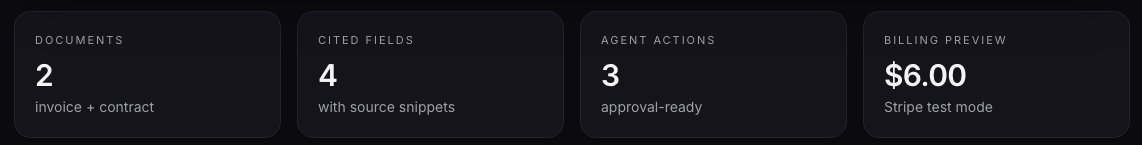 DOCUMENTS
2
invoice + contract
CITED FIELDS
4
with source snippets
AGENT ACTIONS
3
approval-ready
BILLING PREVIEW
$6.00
Stripe test mode